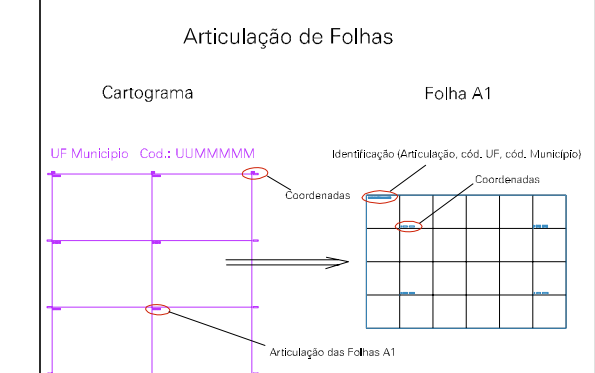 Articulação de Folhas
Cartograma
Folha A1
UF Municipio Cod.: UUMMMMM
Identificação (Articulação, cód. UF, cód. Município)
Coordenadas
Coordenadas
Articulação das Folhas A1